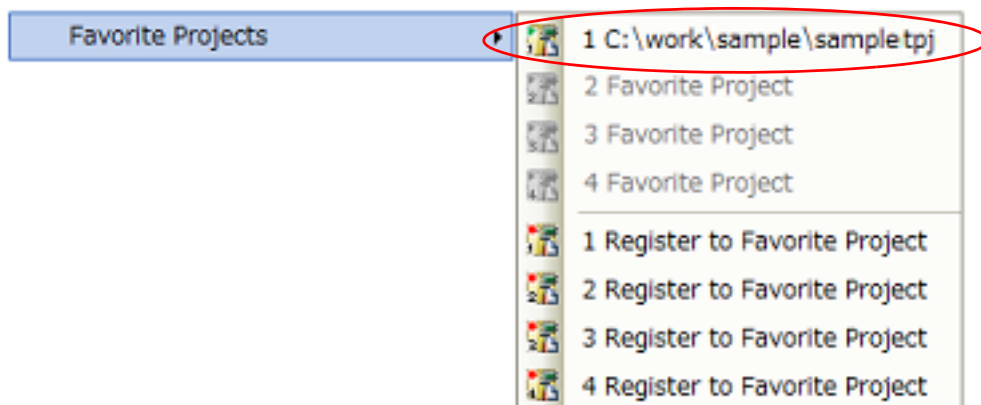 Favorite Projects
1 C:\work\sample\sample.tpj
2 Favorite Project
3 Favorite Project
4 Favorite Project
1 Register to Favorite Project
2 Register to Favorite Project
3 Register to Favorite Project
4 Register to Favorite Project